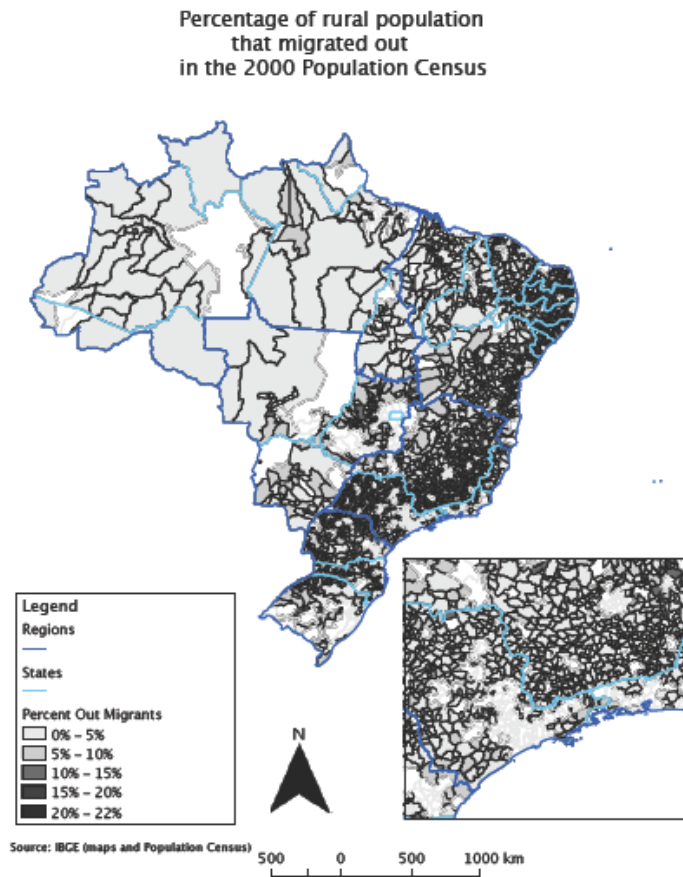 Percentage of rural population
that migrated out
in the 2000 Population Census
Legend
Regions
States
Percent Out Migrants
0% - 5%
5% - 10%
10% - 15%
15% - 20%
20% - 22%
N
Source: IBGE (maps and Population Census)
500 0 500 1000 km